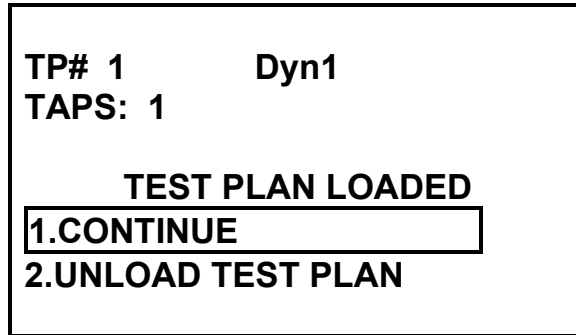 TP# 1 Dyn1
TAPS: 1
TEST PLAN LOADED
1.CONTINUE
2.UNLOAD TEST PLAN